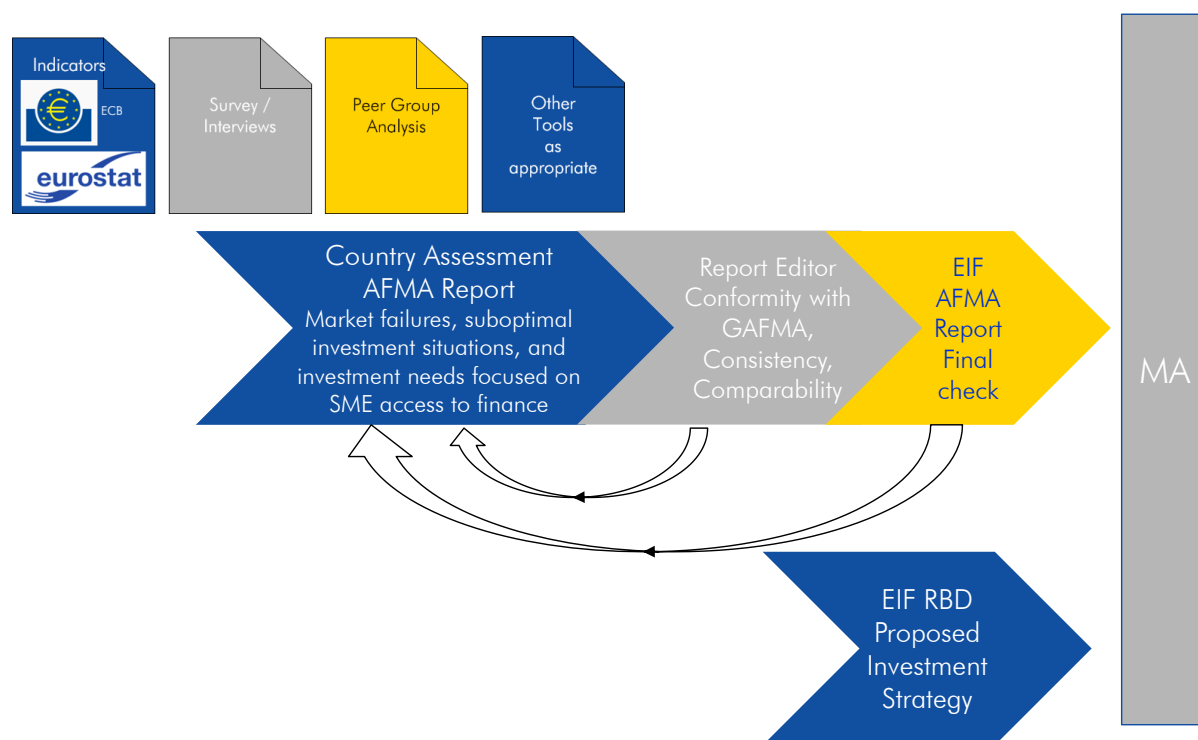 Indicators
ECB
eurostat
Survey /
Interviews
Peer Group
Analysis
Other
Tools
as
appropriate
Country Assessment
AFMA Report
Market failures, suboptimal
investment situations, and
investment needs focused on
SME access to finance
Report Editor
Conformity with
GAFMA,
Consistency,
Comparability
EIF
AFMA
Report
Final
check
MA
EIF RBD
Proposed
Investment
Strategy